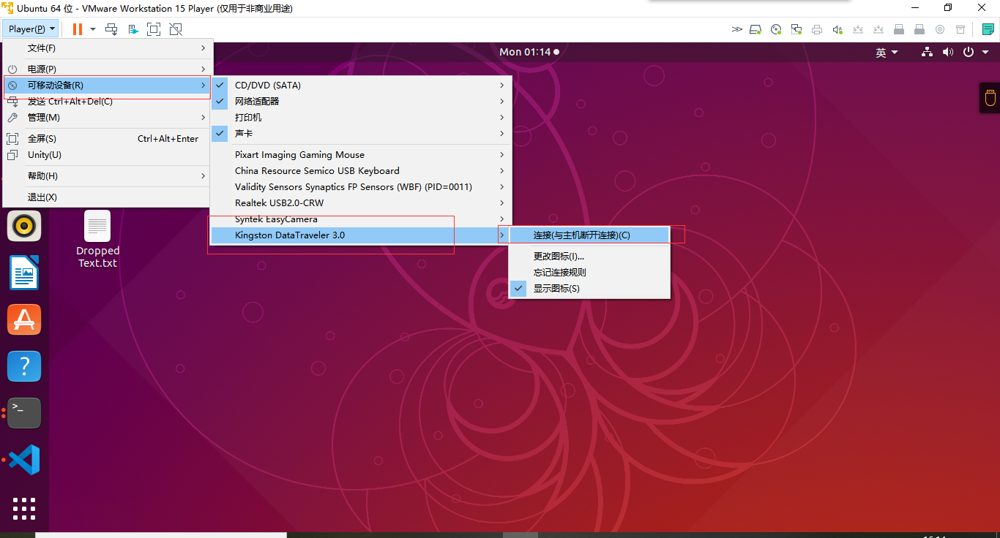 Ubuntu 64 位 - VMware Workstation 15 Player (仅用于非商业用途)
Player(P)
Mon 01:14
英
文件(F)
电源(P)
可移动设备(R)
发送 Ctrl+Alt+Del(C)
管理(M)
全屏(S) Ctrl+Alt+Enter
Unity(U)
帮助(H)
退出(X)
CD/DVD (SATA)
网络适配器
打印机
声卡
Pixart Imaging Gaming Mouse
China Resource Semico USB Keyboard
Validity Sensors Synaptics FP Sensors (WBF) (PID=0011)
Realtek USB2.0-CRW
Syntek EasyCamera
Kingston DataTraveler 3.0
连接(与主机断开连接)(C)
更改图标(I)...
忘记连接规则
显示图标(S)
Dropped
Text.txt